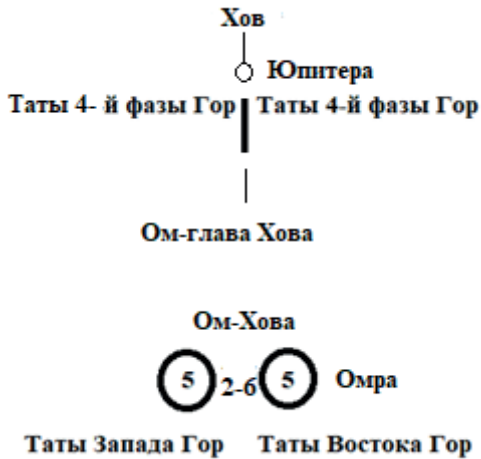 Хов
Юпитера
Таты 4- й фазы Гор Таты 4-й фазы Гор
Ом-глава Хова
Ом-Хова
5 2-6 5 Омра
Таты Запада Гор Таты Востока Гор